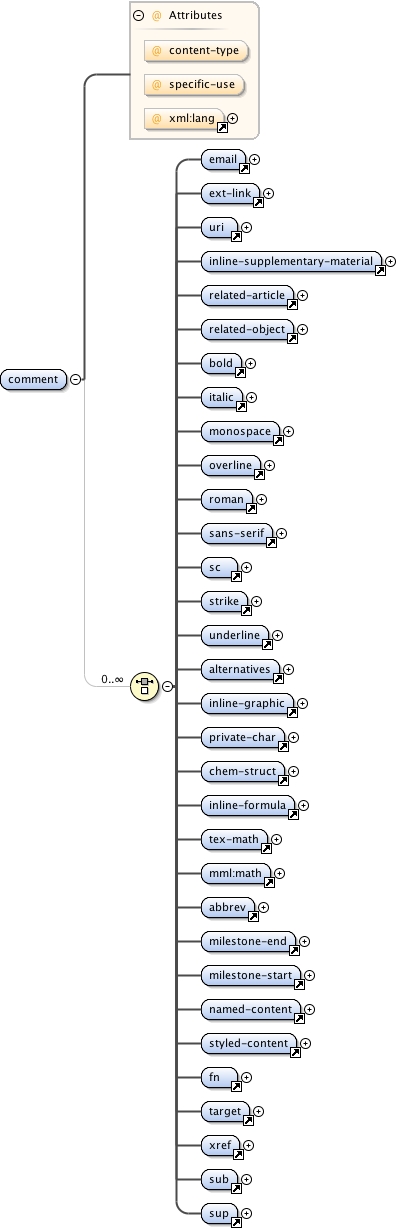 @ Attributes
@ content-type
@ specific-use
@ xml:lang
email
ext-link
uri
inline-supplementary-material
related-article
related-object
bold
comment
italic
monospace
overline
roman
sans-serif
sc
strike
underline
alternatives
0..∞
inline-graphic
private-char
chem-struct
inline-formula
tex-math
mml:math
abbrev
milestone-end
milestone-start
named-content
styled-content
fn
target
xref
sub
sup